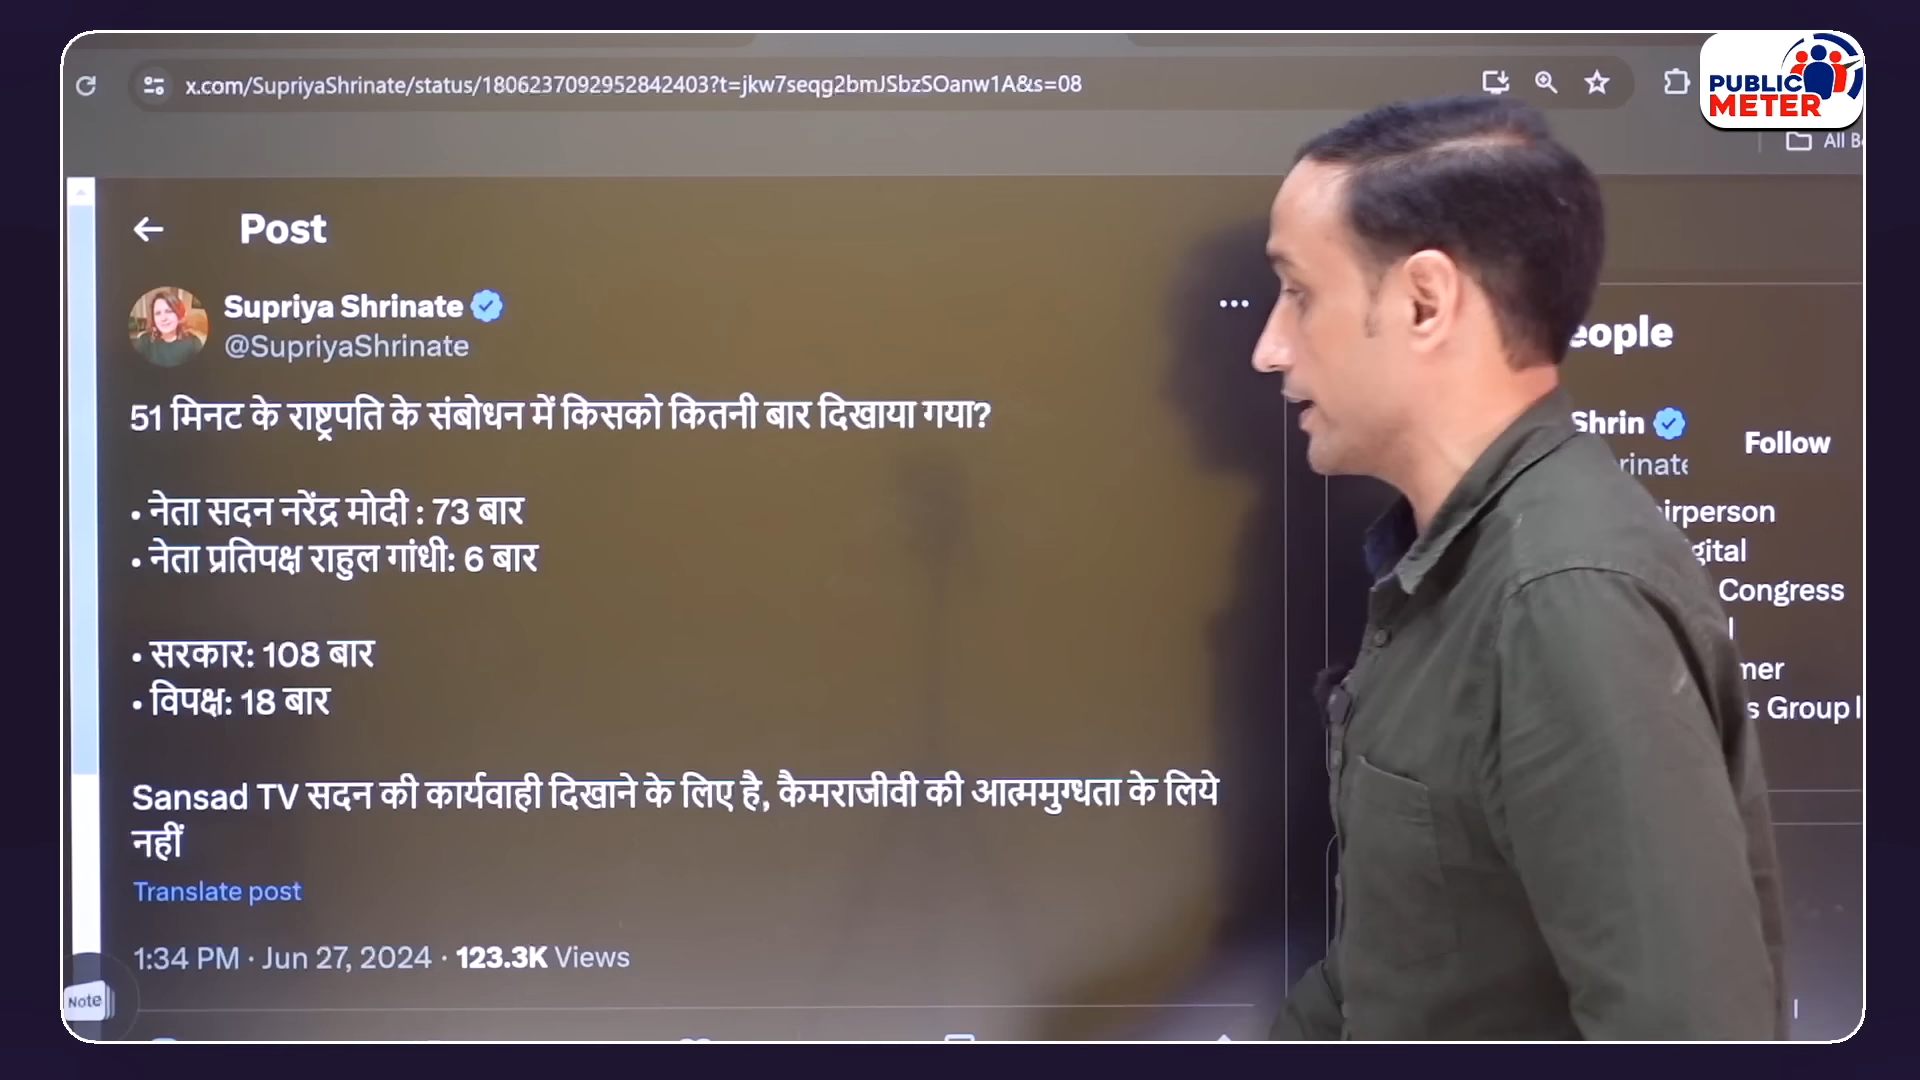 x.com/SupriyaShrinate/status/1806237092952842403?t=jkw7seqg2bmJSbzSOanw1A&s=08
PUBLIC
METER
All
Post
Supriya Shrinate
@SupriyaShrinate
51 मिनट के राष्ट्रपति के संबोधन में किसको कितनी बार दिखाया गया?
• नेता सदन नरेंद्र मोदी : 73 बार
• नेता प्रतिपक्ष राहुल गांधी: 6 बार
• सरकार: 108 बार
• विपक्ष: 18 बार
Sansad TV सदन की कार्यवाही दिखाने के लिए है, कैमराजीवी की आत्ममुग्धता के लिये
नहीं
Translate post
1:34 PM · Jun 27, 2024 · 123.3K Views
Note
eople
Shrin
Follow
rinate
irperson
gital
Congress
mer
s Group